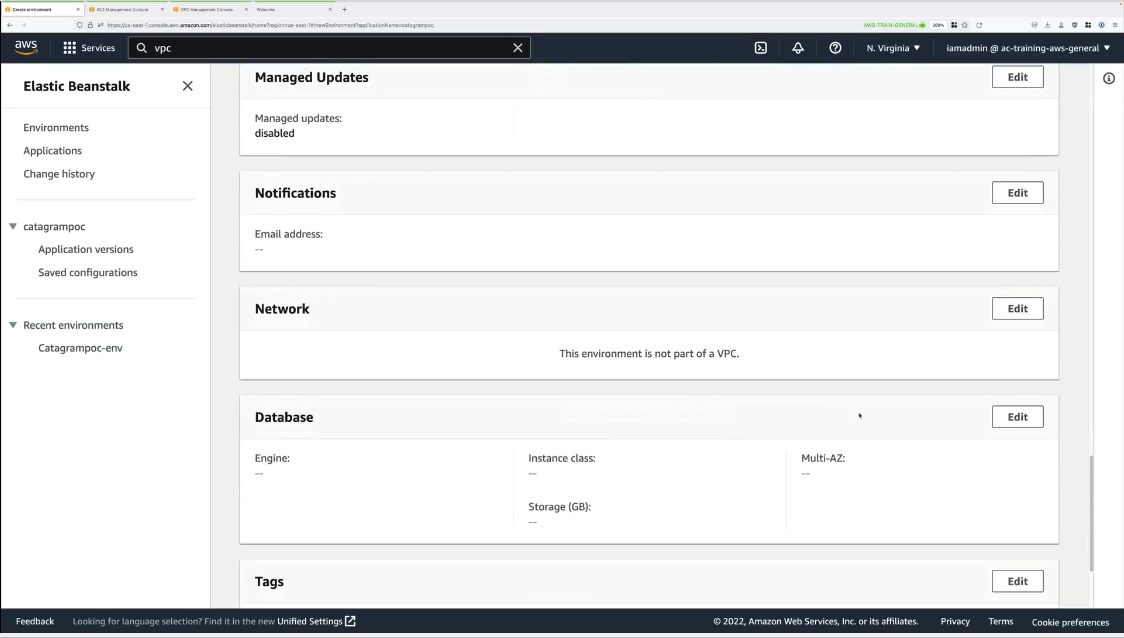 Create environment
EC2 Management Console
VPC Management Console
Welcome
https://us-east-1.console.aws.amazon.com/elasticbeanstalk/home?region=us-east-1#/newEnvironment?applicationName=catagrampoc
AWS-TRAIN-GENERAL
200%
aws
Services
vpc
N. Virginia
iamadmin @ ac-training-aws-general
Elastic Beanstalk
Environments
Applications
Change history
catagrampoc
Application versions
Saved configurations
Recent environments
Catagrampoc-env
Managed Updates
Edit
Managed updates:
disabled
Notifications
Edit
Email address:
--
Network
Edit
This environment is not part of a VPC.
Database
Edit
Engine:
--
Instance class:
--
Storage (GB):
--
Multi-AZ:
--
Tags
Edit
Feedback
Looking for language selection? Find it in the new Unified Settings
© 2022, Amazon Web Services, Inc. or its affiliates.
Privacy
Terms
Cookie preferences